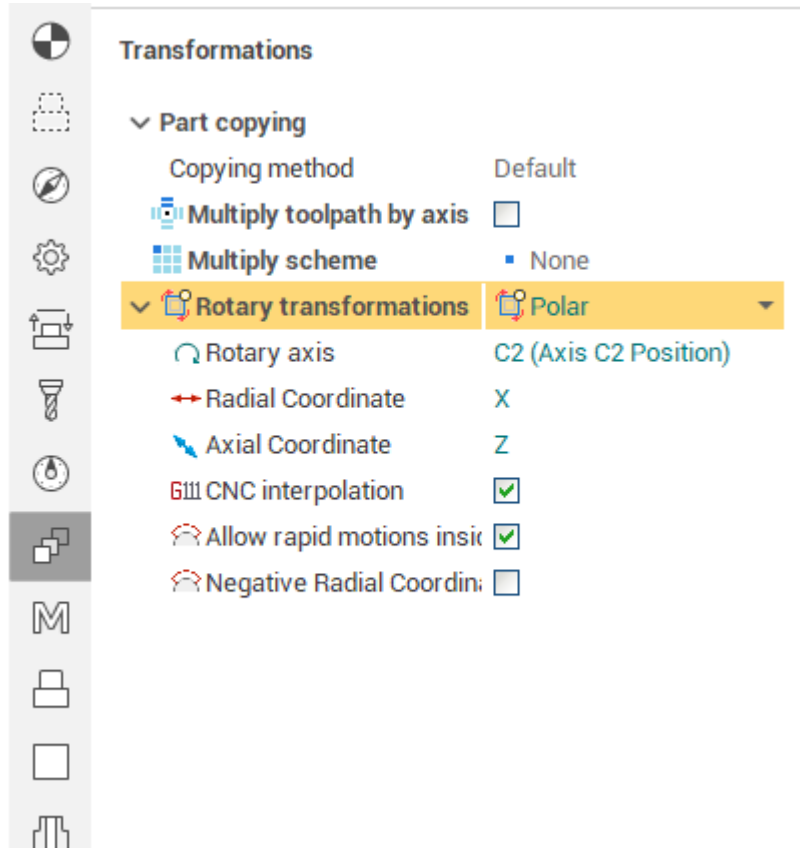 Transformations
Part copying
Copying method Default
Multiply toolpath by axis
Multiply scheme None
Rotary transformations Polar
Rotary axis C2 (Axis C2 Position)
Radial Coordinate X
Axial Coordinate Z
G111 CNC interpolation
Allow rapid motions insi
Negative Radial Coordin
M